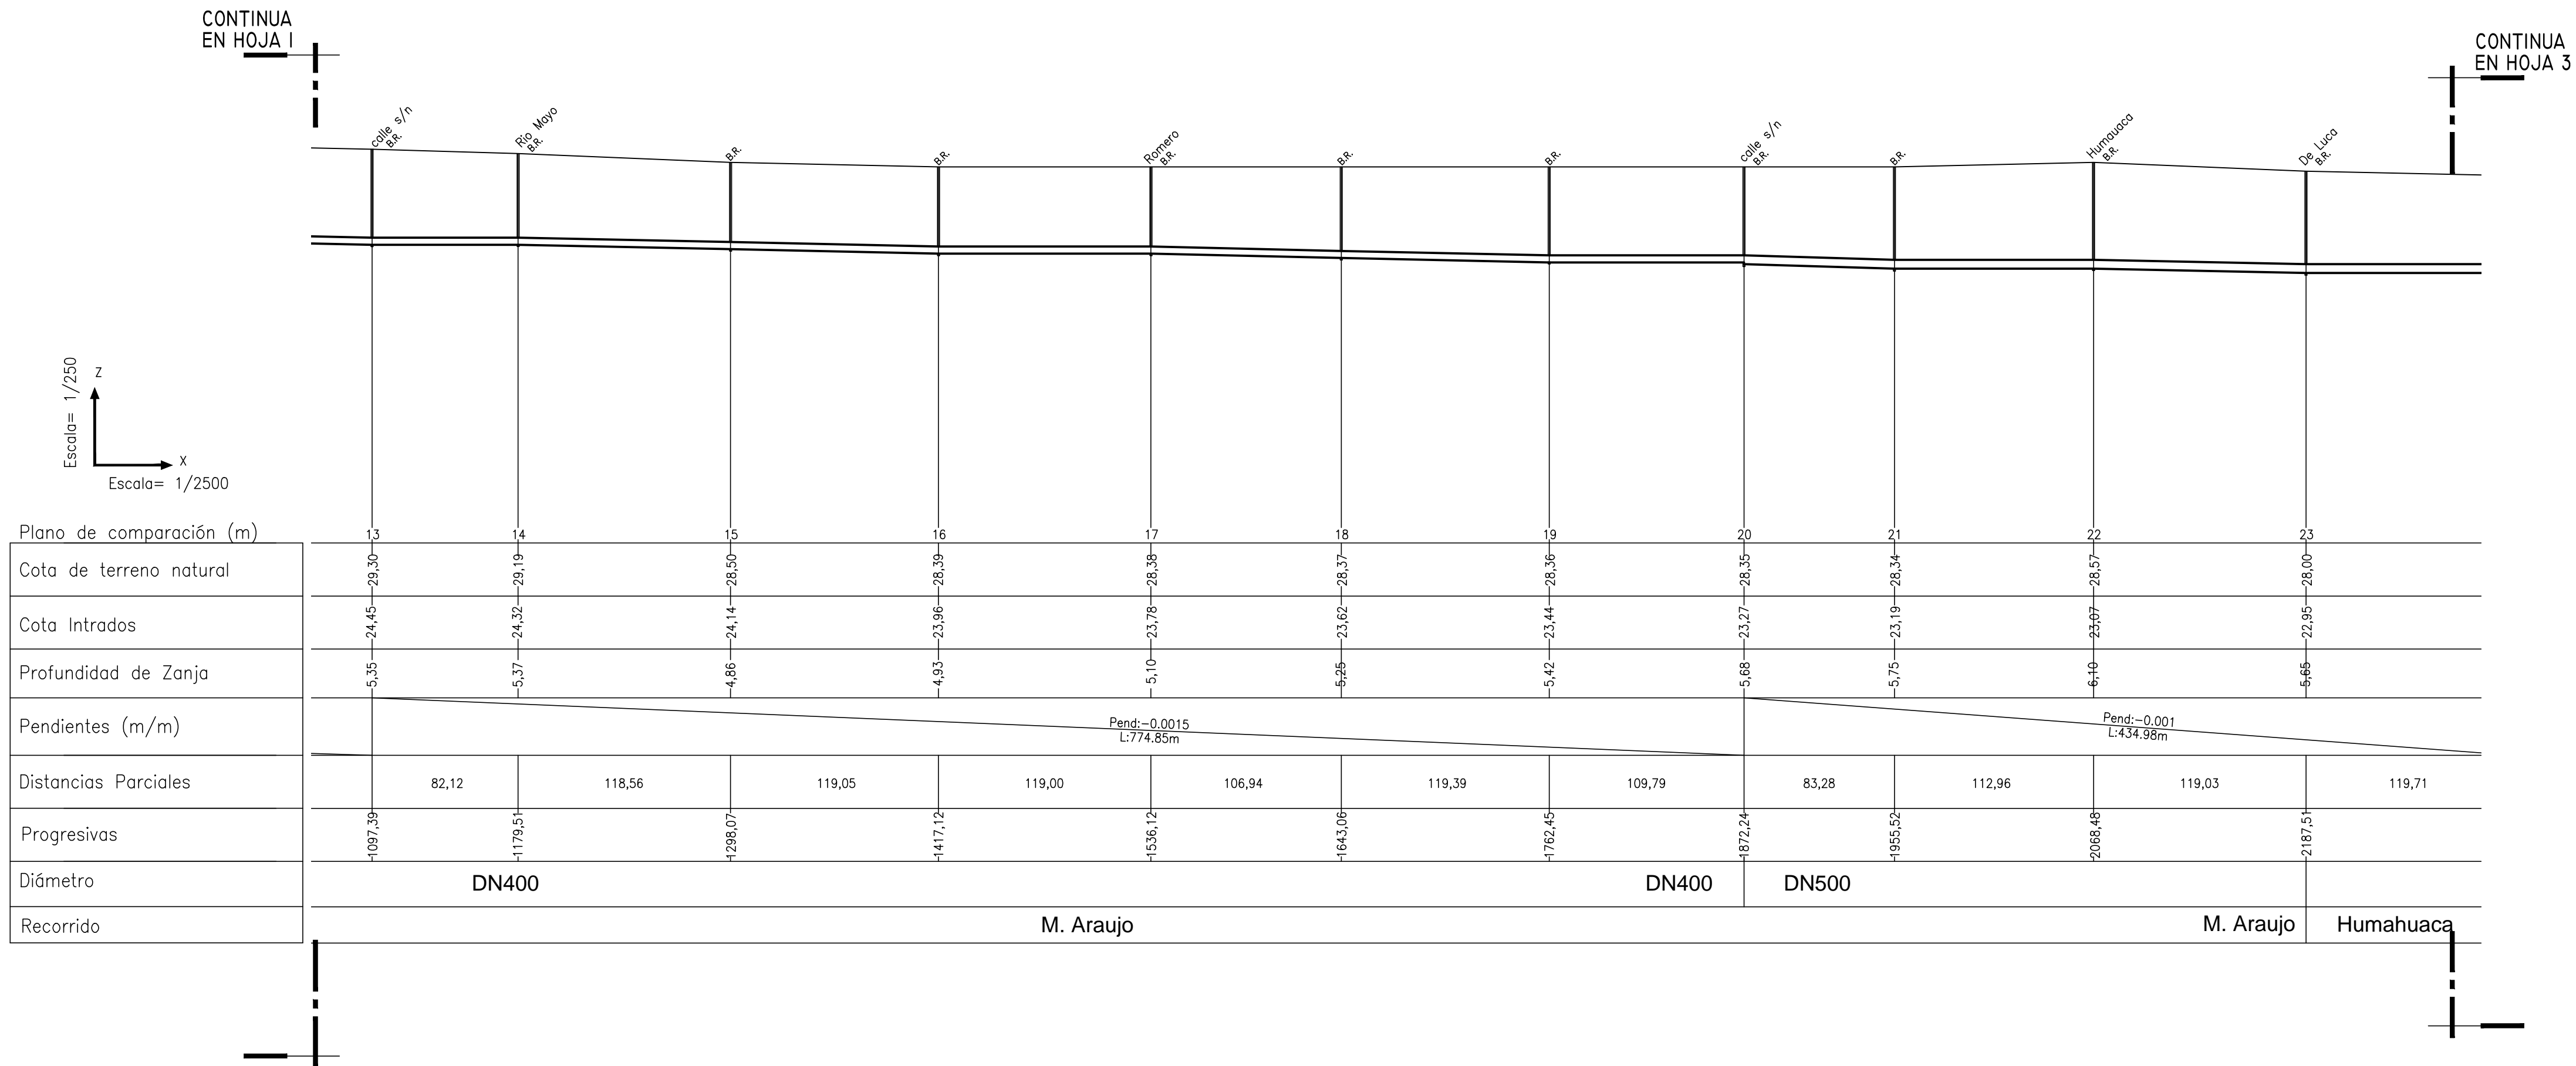 CONTINUA
EN HOJA 1
CONTINUA
EN HOJA 3
calle s/n
B.R.
Rio Mayo
B.R.
B.R.
B.R.
Romero
B.R.
B.R.
B.R.
calle s/n
B.R.
B.R.
Humauaca
B.R.
De Luca
B.R.
Escala= 1/250
Z
X
Escala= 1/2500
Plano de comparación (m) 13 14 15 16 17 18 19 20 21 22 23
Cota de terreno natural 29,30 29,19 28,50 28,39 28,38 28,37 28,36 28,35 28,34 28,57 28,00
Cota Intrados 24,45 24,32 24,14 23,96 23,78 23,62 23,44 23,27 23,19 23,07 22,95
Profundidad de Zanja 5,35 5,37 4,86 4,93 5,10 5,25 5,42 5,68 5,75 6,10 5,65
Pendientes (m/m)
Pend:-0.0015
L:774.85m
Pend:-0.001
L:434.98m
Distancias Parciales 82,12 118,56 119,05 119,00 106,94 119,39 109,79 83,28 112,96 119,03 119,71
Progresivas 1097,39 1179,51 1298,07 1417,12 1536,12 1643,06 1762,45 1872,24 1955,52 2068,48 2187,51
Diámetro DN400 DN400 DN500
Recorrido M. Araujo M. Araujo Humahuaca